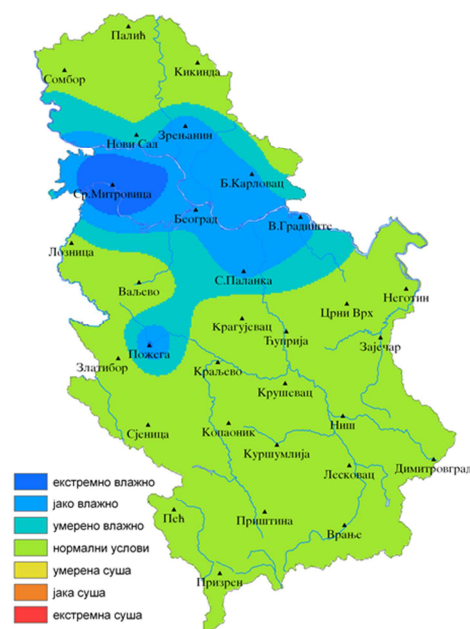 Палић
Сомбор
Кикинда
Зрењанин
Нови Сад
Б.Карловац
Ср.Митровица
Београд
В.Градиште
Лозница
С.Паланка
Ваљево
Неготин
Црни Врх
Крагујевац
Ћуприја
Зајечар
Пожега
Златибор
Краљево
Крушевац
Ниш
Сјеница
Копаоник
Куршумлија
Димитровград
Лесковац
Пећ
Приштина
Врање
Призрен
екстремно влажно
јако влажно
умерено влажно
нормални услови
умерена суша
јака суша
екстремна суша